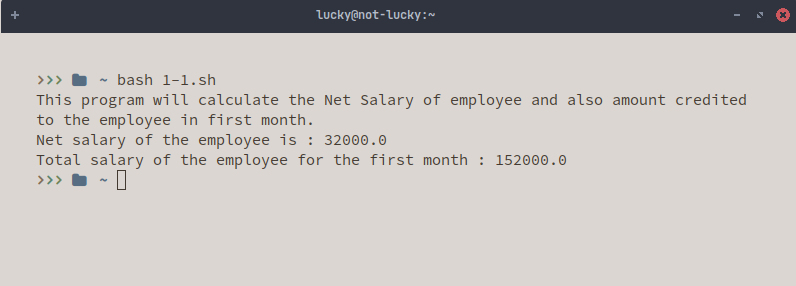 lucky@not-lucky:~
>>> ~ bash 1-1.sh
This program will calculate the Net Salary of employee and also amount credited
to the employee in first month.
Net salary of the employee is : 32000.0
Total salary of the employee for the first month : 152000.0
>>> ~